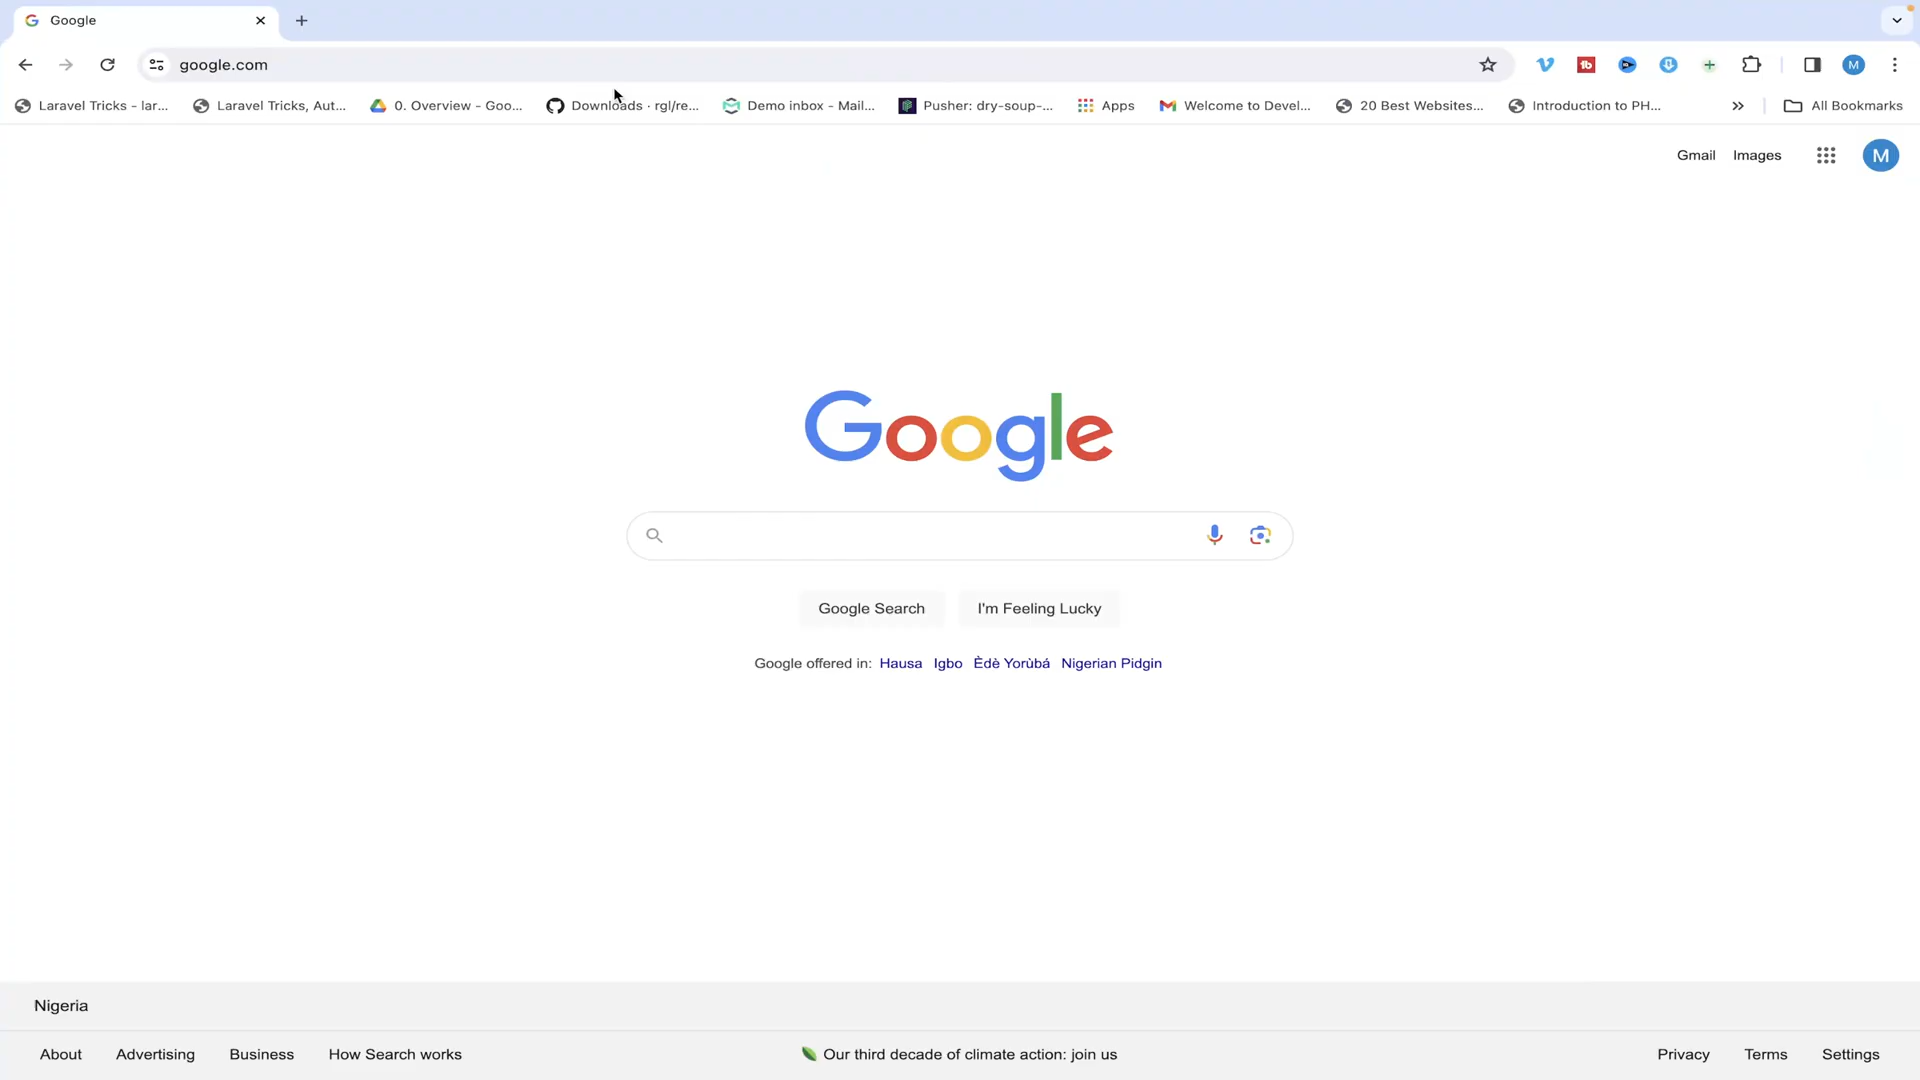 Google
google.com
M
Laravel Tricks - lar...
Laravel Tricks, Aut...
0. Overview - Goo...
Downloads · rgl/re...
Demo inbox - Mail...
Pusher: dry-soup-...
Apps
Welcome to Devel...
20 Best Websites...
Introduction to PH...
All Bookmarks
Gmail
Images
M
Google
Google Search
I'm Feeling Lucky
Google offered in: Hausa Igbo Èdè Yorùbá Nigerian Pidgin
Nigeria
About
Advertising
Business
How Search works
Our third decade of climate action: join us
Privacy
Terms
Settings